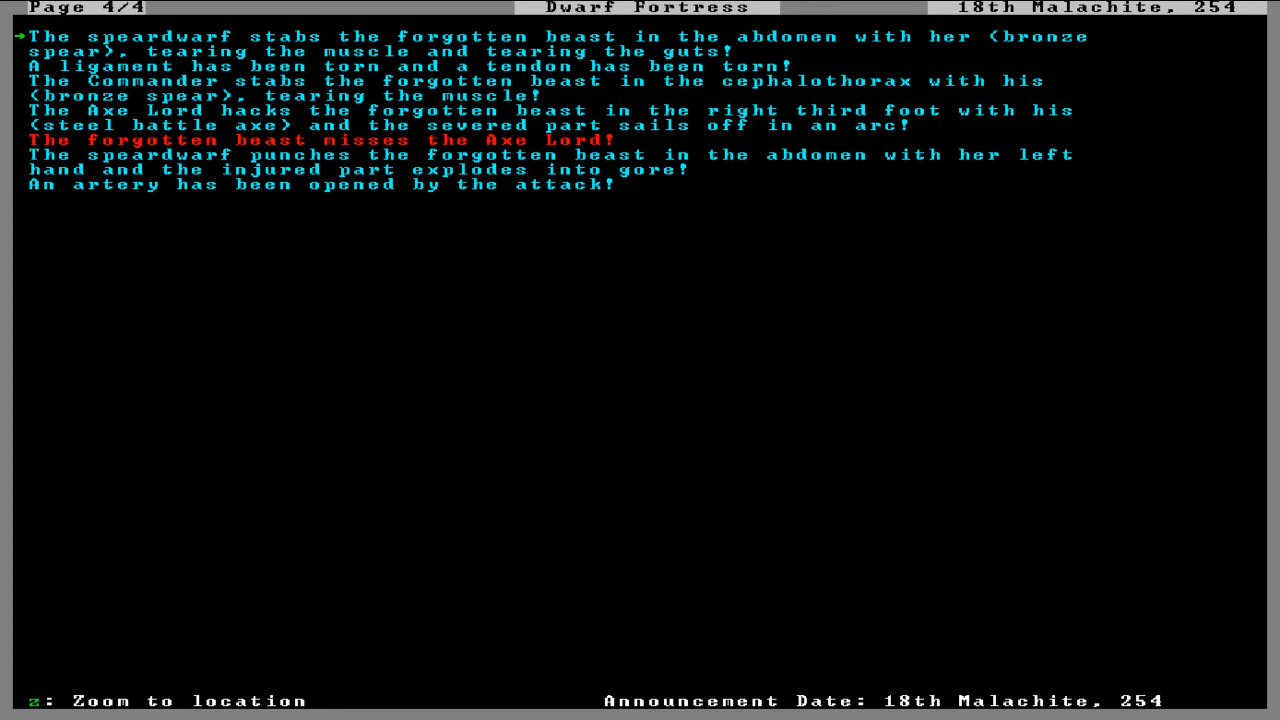 Page 4/4 Dwarf Fortress 18th Malachite, 254
The speardwarf stabs the forgotten beast in the abdomen with her (bronze
spear), tearing the muscle and tearing the guts!
A ligament has been torn and a tendon has been torn!
The Commander stabs the forgotten beast in the cephalothorax with his
(bronze spear), tearing the muscle!
The Axe Lord hacks the forgotten beast in the right third foot with his
(steel battle axe) and the severed part sails off in an arc!
The forgotten beast misses the Axe Lord!
The speardwarf punches the forgotten beast in the abdomen with her left
hand and the injured part explodes into gore!
An artery has been opened by the attack!
z: Zoom to location Announcement Date: 18th Malachite, 254